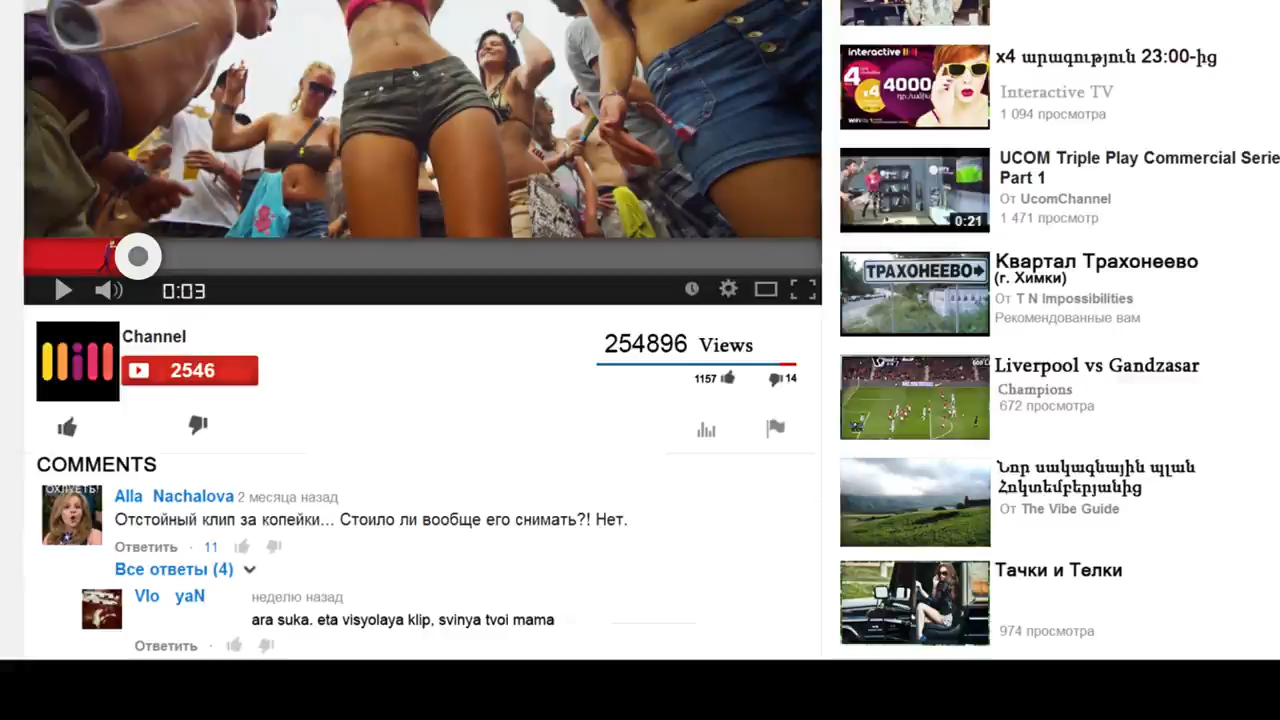 interactive
4
x4
4000
x4 արագություն 23:00-ից
Interactive TV
1 094 просмотра
UCOM Triple Play Commercial Serie
Part 1
От UcomChannel
1 471 просмотр
0:21
ТРАХОНЕЕВО
Квартал Трахонеево
(г. Химки)
От T N Impossibilities
Рекомендованные вам
Liverpool vs Gandzasar
Champions
672 просмотра
Նոր սակագնային պլան
Հոկտեմբերյանից
От The Vibe Guide
Тачки и Телки
974 просмотра
0:03
Channel
2546
254896 Views
1157
14
COMMENTS
Alla Nachalova 2 месяца назад
Отстойный клип за копейки... Стоило ли вообще его снимать?! Нет.
Ответить · 11
Все ответы (4)
Vlo yaN неделю назад
ara suka. eta visyolaya klip, svinya tvoi mama
Ответить ·